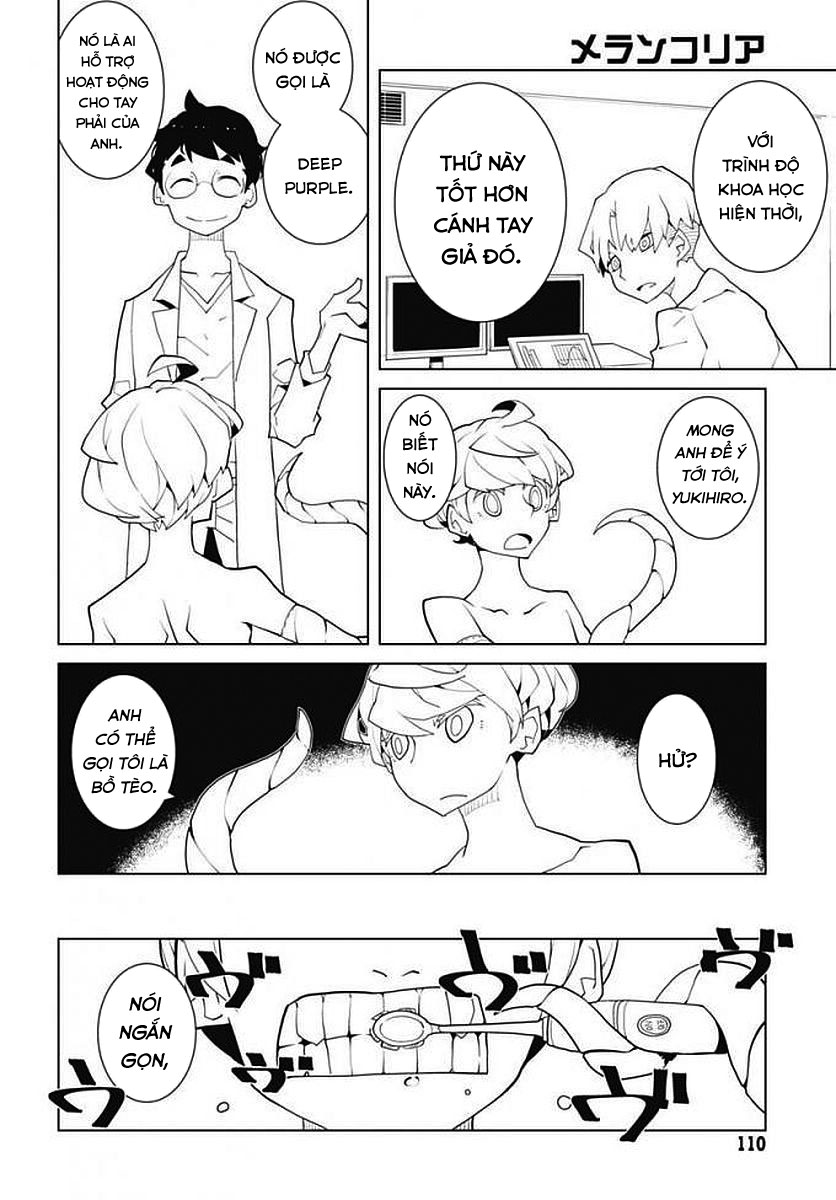 メランコリア
VỚI
TRÌNH ĐỘ
KHOA HỌC
HIỆN THỜI,
THỨ NÀY
TỐT HƠN
CÁNH TAY
GIẢ ĐÓ.
NÓ ĐƯỢC
GỌI LÀ
DEEP
PURPLE.
NÓ LÀ AI
HỖ TRỢ
HOẠT ĐỘNG
CHO TAY
PHẢI CỦA
ANH.
MONG
ANH ĐỂ Ý
TỚI TÔI,
YUKIHIRO.
NÓ
BIẾT
NÓI
NÀY.
HỬ?
ANH
CÓ THỂ
GỌI TÔI LÀ
BỒ TÈO.
ヴ
ヴ
ヴ
ヴ
ヴ
ヴ
NÓI
NGẮN
GỌN,
110